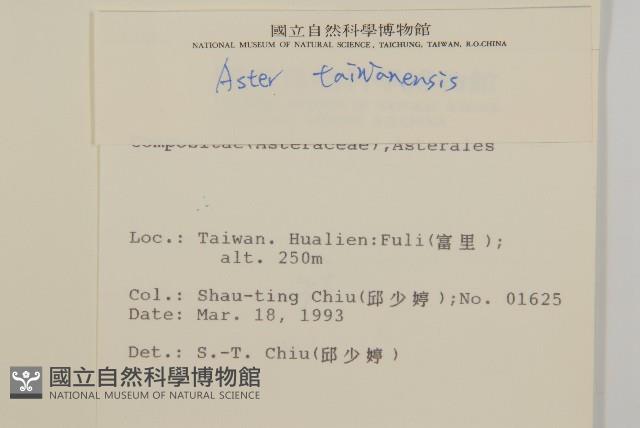 國立自然科學博物館
NATIONAL MUSEUM OF NATURAL SCIENCE, TAICHUNG, TAIWAN, R.O.CHINA
Aster taiwanensis
Compositae(Asteraceae),Asterales
Loc.: Taiwan. Hualien:Fuli(富里);
alt. 250m
Col.: Shau-ting Chiu(邱少婷);No. 01625
Date: Mar. 18, 1993
Det.: S.-T. Chiu(邱少婷)
國立自然科學博物館
NATIONAL MUSEUM OF NATURAL SCIENCE